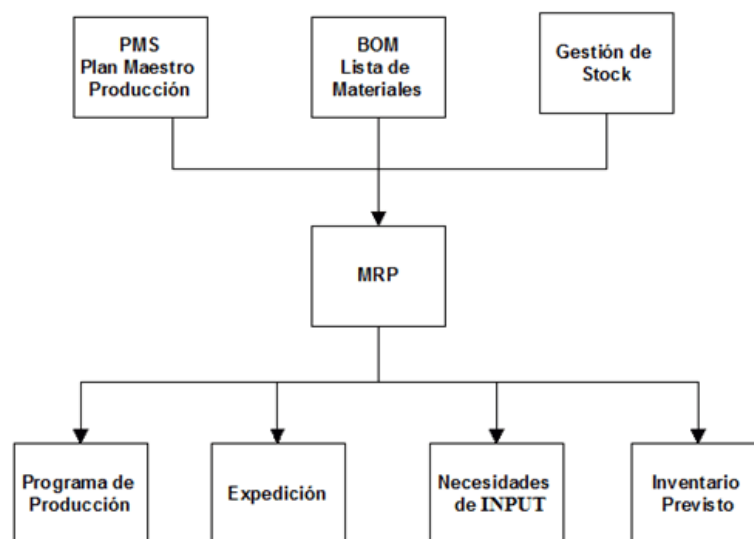 PMS
Plan Maestro
Producción
BOM
Lista de
Materiales
Gestión de
Stock
MRP
Programa de
Producción
Expedición
Necesidades
de INPUT
Inventario
Previsto